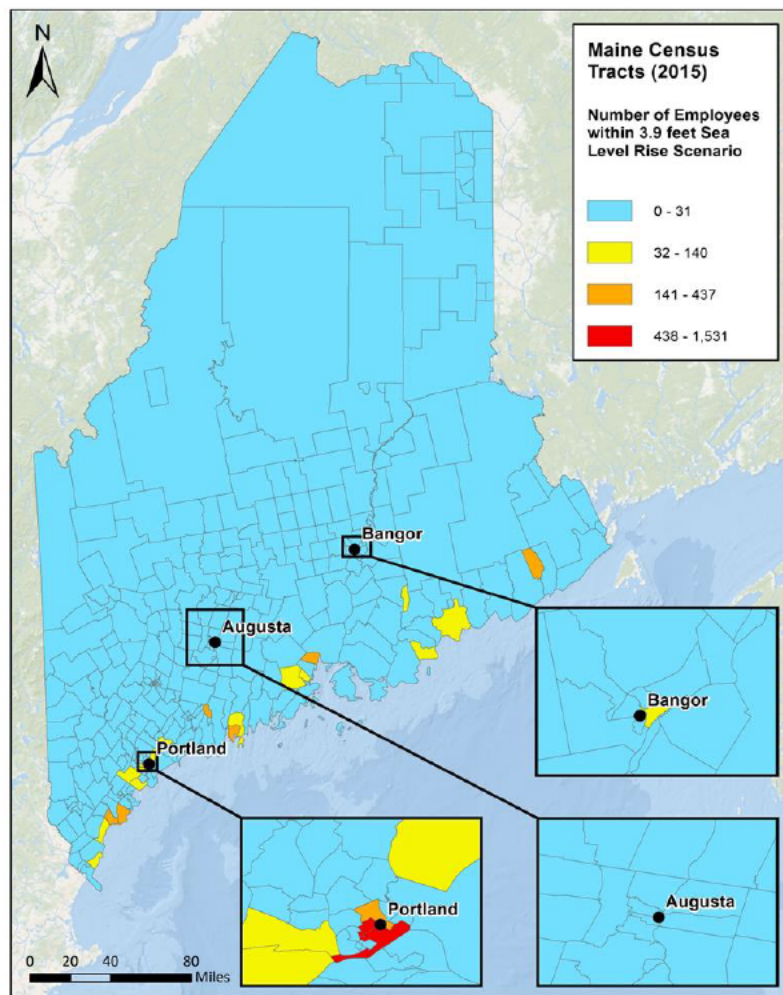 N
Maine Census
Tracts (2015)
Number of Employees
within 3.9 feet Sea
Level Rise Scenario
0 - 31
32 - 140
141 - 437
438 - 1,531
Bangor
Augusta
Portland
Bangor
Portland
Augusta
0 20 40 80
Miles